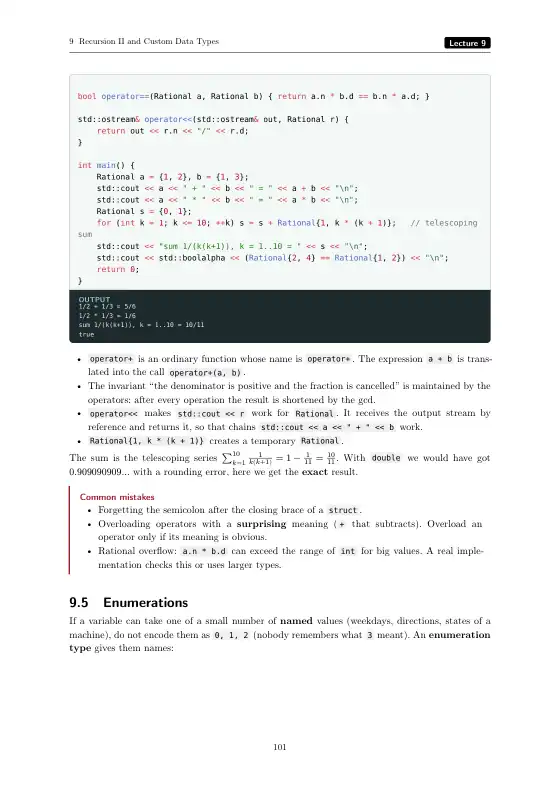 9 Recursion II and Custom Data Types
Lecture 9
bool operator==(Rational a, Rational b) { return a.n * b.d == b.n * a.d; }
std::ostream& operator<<(std::ostream& out, Rational r) {
    return out << r.n << "/" << r.d;
}
int main() {
    Rational a = {1, 2}, b = {1, 3};
    std::cout << a << " + " << b << " = " << a + b << "\n";
    std::cout << a << " * " << b << " = " << a * b << "\n";
    Rational s = {0, 1};
    for (int k = 1; k <= 10; ++k) s = s + Rational{1, k * (k + 1)};   // telescoping
sum
    std::cout << "sum 1/(k(k+1)), k = 1..10 = " << s << "\n";
    std::cout << std::boolalpha << (Rational{2, 4} == Rational{1, 2}) << "\n";
    return 0;
}
OUTPUT
1/2 + 1/3 = 5/6
1/2 * 1/3 = 1/6
sum 1/(k(k+1)), k = 1..10 = 10/11
true
• operator+ is an ordinary function whose name is operator+. The expression a + b is trans-
lated into the call operator+(a, b).
• The invariant “the denominator is positive and the fraction is cancelled” is maintained by the
operators: after every operation the result is shortened by the gcd.
• operator<< makes std::cout << r work for Rational. It receives the output stream by
reference and returns it, so that chains std::cout << a << " + " << b work.
• Rational{1, k * (k + 1)} creates a temporary Rational.
The sum is the telescoping series ∑_{k=1}^{10} 1/(k(k+1)) = 1 − 1/11 = 10/11. With double we would have got
0.909090909... with a rounding error, here we get the exact result.
Common mistakes
• Forgetting the semicolon after the closing brace of a struct.
• Overloading operators with a surprising meaning (+ that subtracts). Overload an
operator only if its meaning is obvious.
• Rational overflow: a.n * b.d can exceed the range of int for big values. A real imple-
mentation checks this or uses larger types.
9.5 Enumerations
If a variable can take one of a small number of named values (weekdays, directions, states of a
machine), do not encode them as 0, 1, 2 (nobody remembers what 3 meant). An enumeration
type gives them names:
101